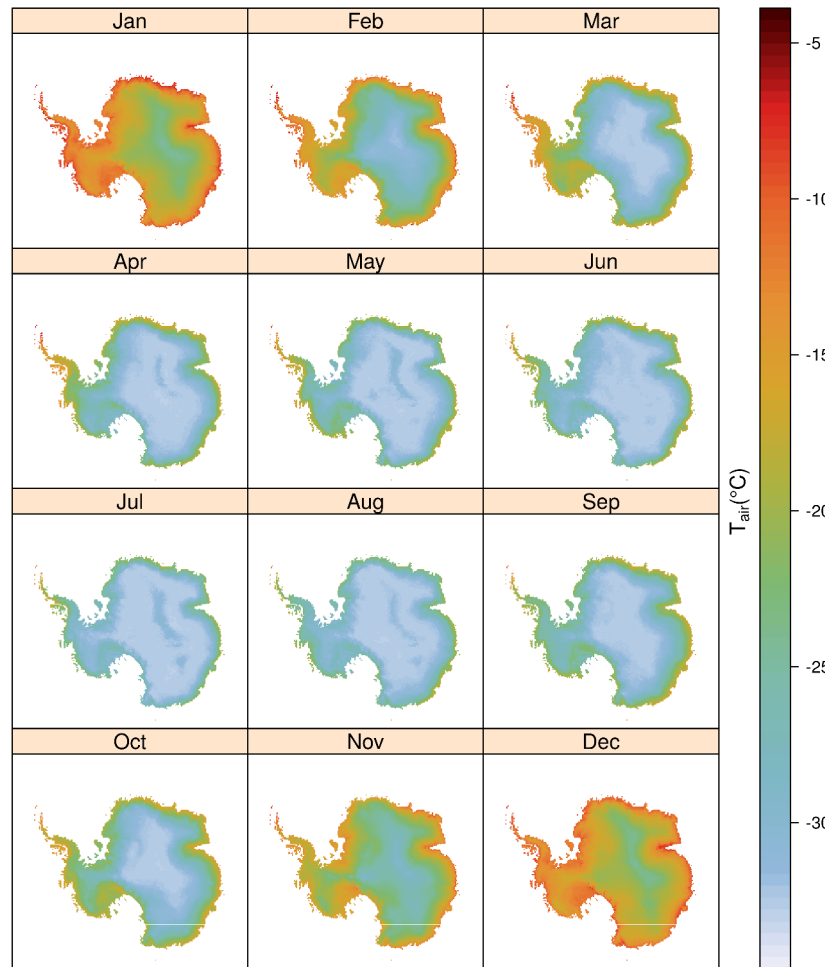 Jan Feb Mar
Apr May Jun
Jul Aug Sep
Oct Nov Dec
-5
-10
-15
-20
-25
-30
Tair(°C)